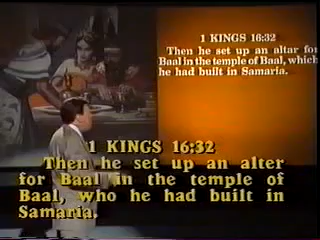 1 KINGS 16:32
Then he set up an altar for
Baal in the temple of Baal, which
he had built in Samaria.
1 KINGS 16:32
Then he set up an alter
for Baal in the temple of
Baal, who he had built in
Samaria.